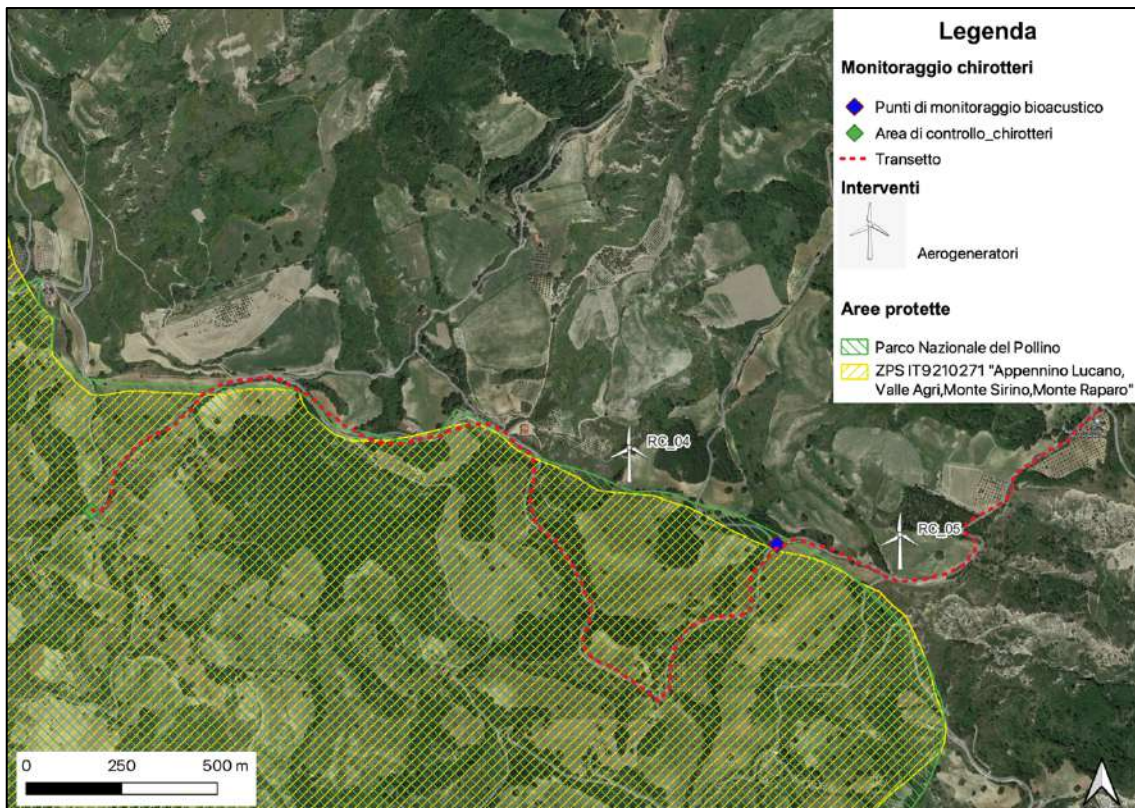 Legenda
Monitoraggio chirotteri
Punti di monitoraggio bioacustico
Area di controllo_chirotteri
Transetto
Interventi
Aerogeneratori
Aree protette
Parco Nazionale del Pollino
ZPS IT9210271 "Appennino Lucano,
Valle Agri,Monte Sirino,Monte Raparo"
RC_04
RC_05
0 250 500 m